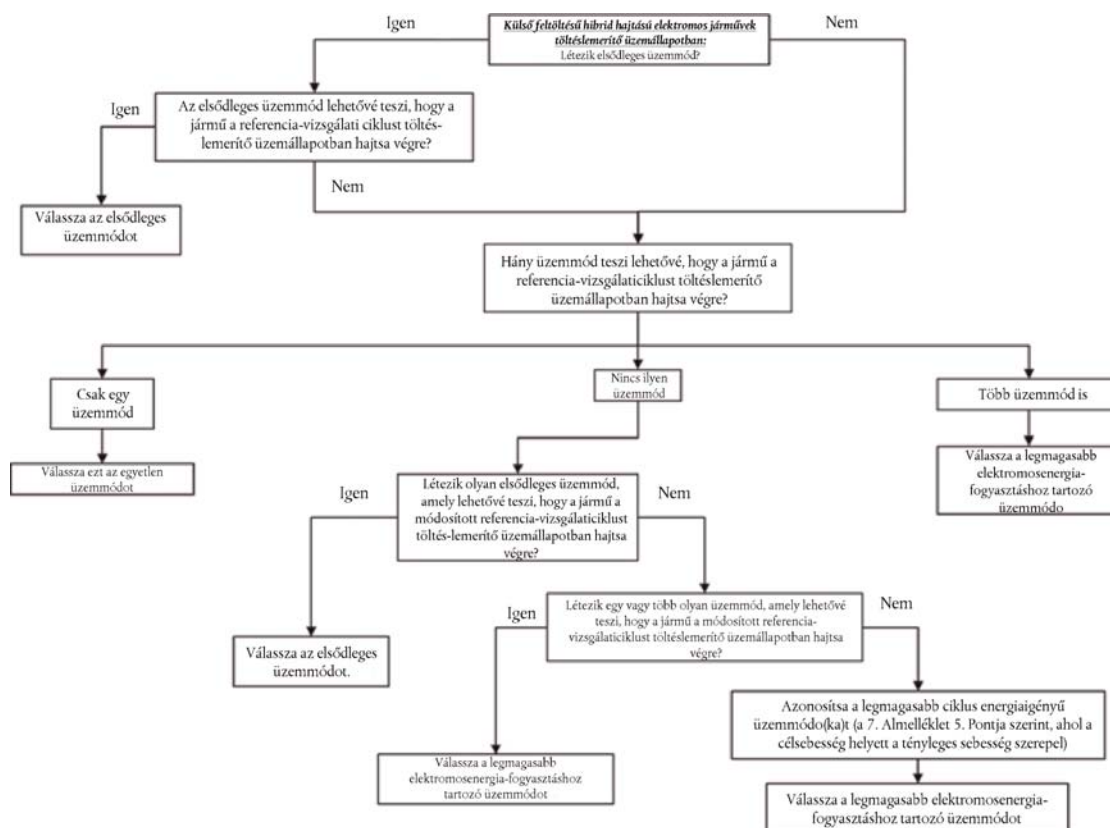 Igen
Külső feltöltésű hibrid hajtású elektromos járművek
töltéslemerítő üzemállapotban:
Létezik elsődleges üzemmód?
Nem
Igen
Az elsődleges üzemmód lehetővé teszi, hogy a
jármű a referencia-vizsgálati ciklust töltés-
lemerítő üzemállapotban hajtsa végre?
Nem
Válassza az elsődleges
üzemmódot
Hány üzemmód teszi lehetővé, hogy a jármű a
referencia-vizsgálaticiklust töltéslemerítő
üzemállapotban hajtsa végre?
Csak egy
üzemmód
Nincs ilyen
üzemmód
Több üzemmód is
Válassza ezt az egyetlen
üzemmódot
Válassza a legmagasabb
elektromosenergia-
fogyasztáshoz tartozó
üzemmódo
Igen
Létezik olyan elsődleges üzemmód,
amely lehetővé teszi, hogy a jármű a
módosított referencia-vizsgálaticiklust
töltés-lemerítő üzemállapotban hajtsa
végre?
Nem
Válassza az elsődleges
üzemmódot.
Igen
Létezik egy vagy több olyan üzemmód, amely lehetővé
teszi, hogy a jármű a módosított referencia-
vizsgálaticiklust töltéslemerítő üzemállapotban hajtsa
végre?
Nem
Válassza a legmagasabb
elektromosenergia-fogyasztáshoz
tartozó üzemmódot
Azonosítsa a legmagasabb ciklus energiaigényű
üzemmódo(ka)t (a 7. Almelléklet 5. Pontja szerint, ahol a
célsebesség helyett a tényleges sebesség szerepel)
Válassza a legmagasabb elektromosenergia-
fogyasztáshoz tartozó üzemmódot